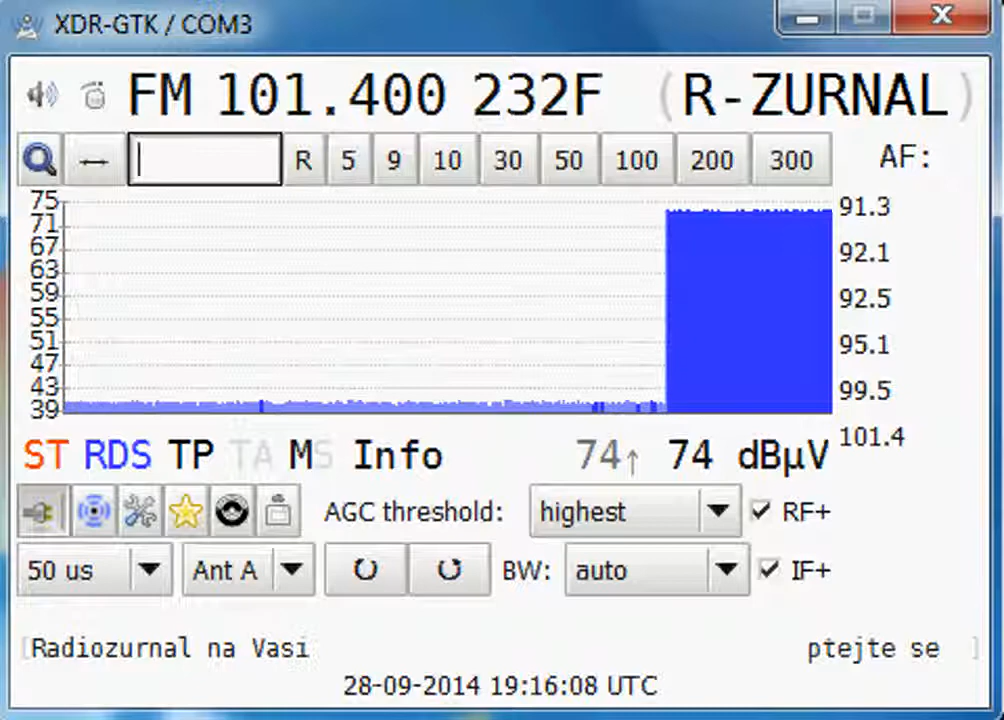 XDR-GTK / COM3
FM 101.400 232F (R-ZURNAL)
R 5 9 10 30 50 100 200 300 AF:
75
71
67
63
59
55
51
47
43
39
91.3
92.1
92.5
95.1
99.5
101.4
ST RDS TP TA MS Info 74↑ 74 dBµV
AGC threshold: highest RF+
50 us Ant A BW: auto IF+
[Radiozurnal na Vasi ptejte se ]
28-09-2014 19:16:08 UTC